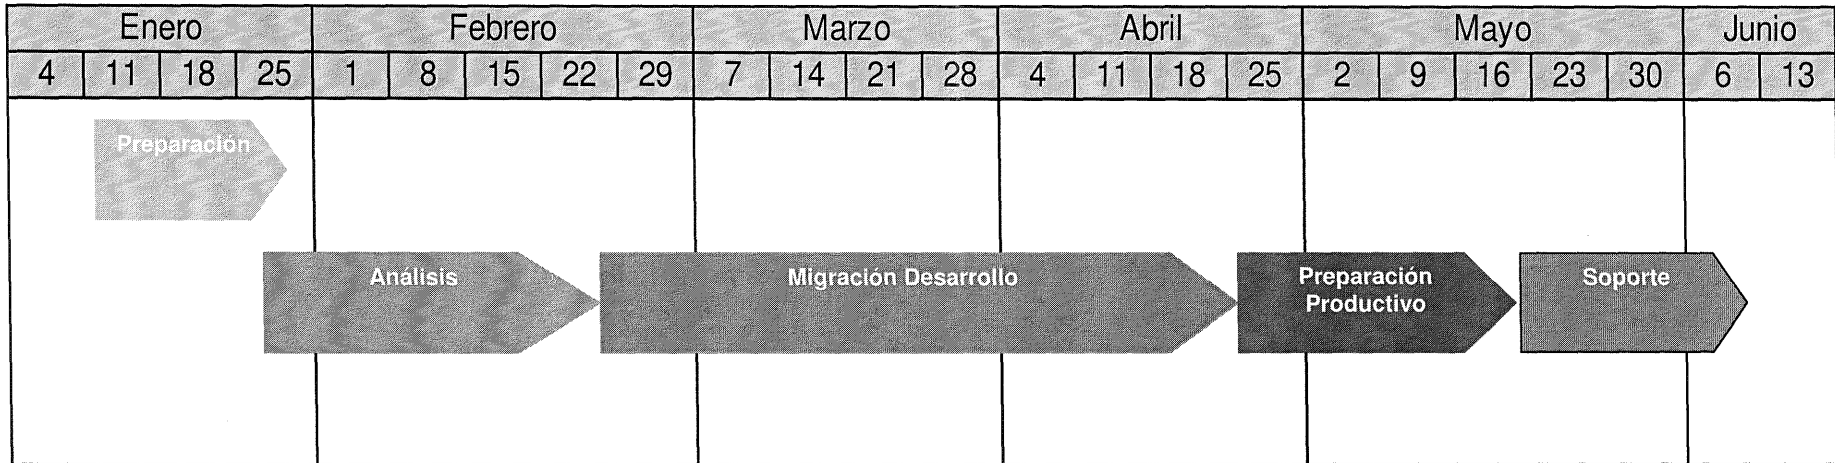 Enero Febrero Marzo Abril Mayo Junio
4 11 18 25 1 8 15 22 29 7 14 21 28 4 11 18 25 2 9 16 23 30 6 13
Preparación
Análisis
Migración Desarrollo
Preparación
Productivo
Soporte